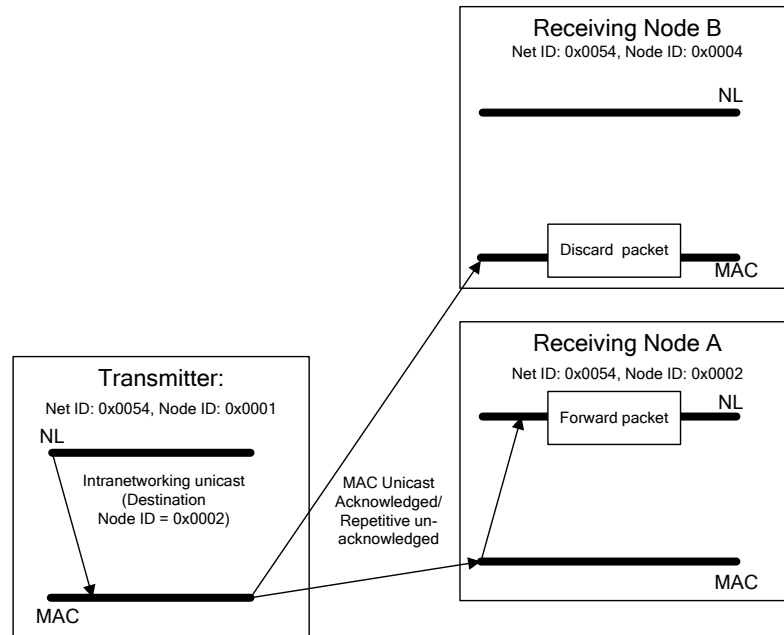 Receiving Node B
Net ID: 0x0054, Node ID: 0x0004
NL
Discard packet
MAC
Receiving Node A
Net ID: 0x0054, Node ID: 0x0002
NL
Forward packet
MAC
Transmitter:
Net ID: 0x0054, Node ID: 0x0001
NL
Intranetworking unicast
(Destination
Node ID = 0x0002)
MAC
MAC Unicast
Acknowledged/
Repetitive un-
acknowledged